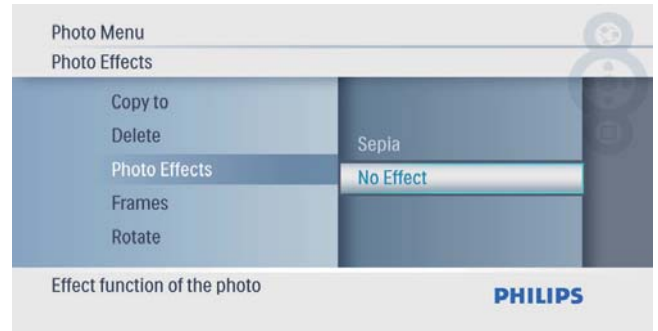 Photo Menu
Photo Effects
Copy to
Delete
Photo Effects
Frames
Rotate
Sepia
No Effect
Effect function of the photo
PHILIPS